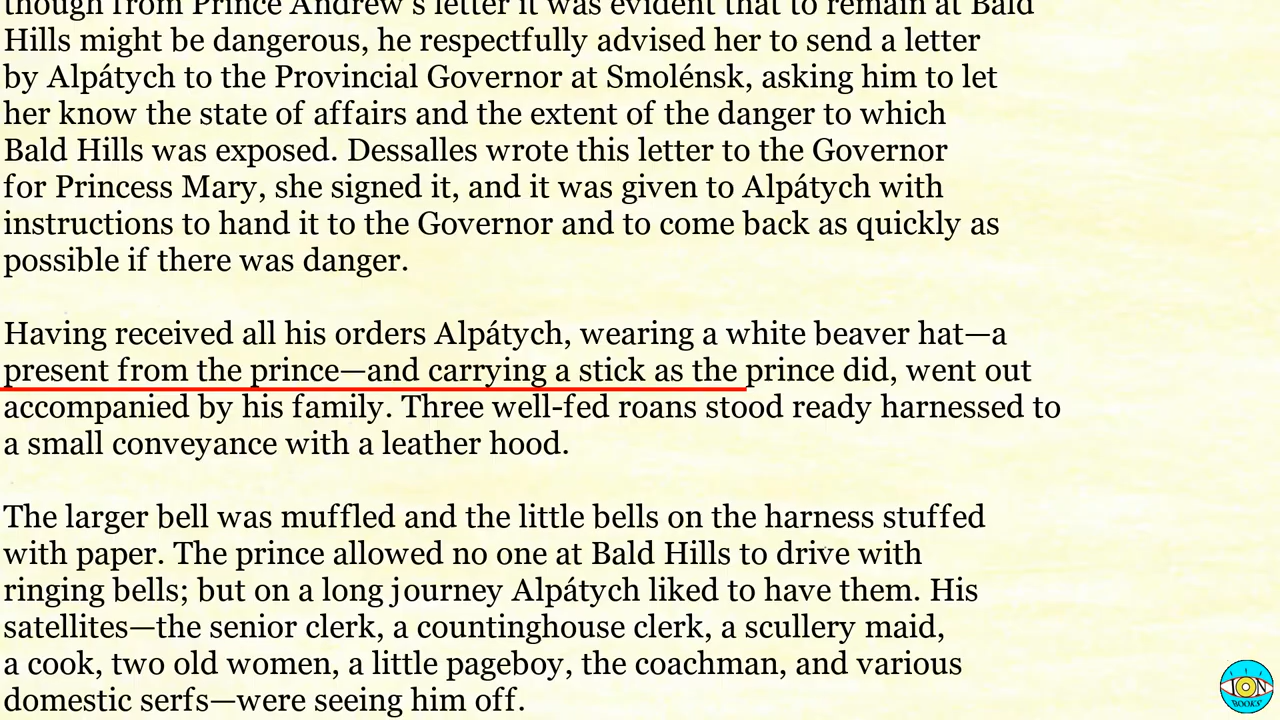 though from Prince Andrew's letter it was evident that to remain at Bald
Hills might be dangerous, he respectfully advised her to send a letter
by Alpátych to the Provincial Governor at Smolénsk, asking him to let
her know the state of affairs and the extent of the danger to which
Bald Hills was exposed. Dessalles wrote this letter to the Governor
for Princess Mary, she signed it, and it was given to Alpátych with
instructions to hand it to the Governor and to come back as quickly as
possible if there was danger.
Having received all his orders Alpátych, wearing a white beaver hat—a
present from the prince—and carrying a stick as the prince did, went out
accompanied by his family. Three well-fed roans stood ready harnessed to
a small conveyance with a leather hood.
The larger bell was muffled and the little bells on the harness stuffed
with paper. The prince allowed no one at Bald Hills to drive with
ringing bells; but on a long journey Alpátych liked to have them. His
satellites—the senior clerk, a countinghouse clerk, a scullery maid,
a cook, two old women, a little pageboy, the coachman, and various
domestic serfs—were seeing him off.
ION
BOOKS